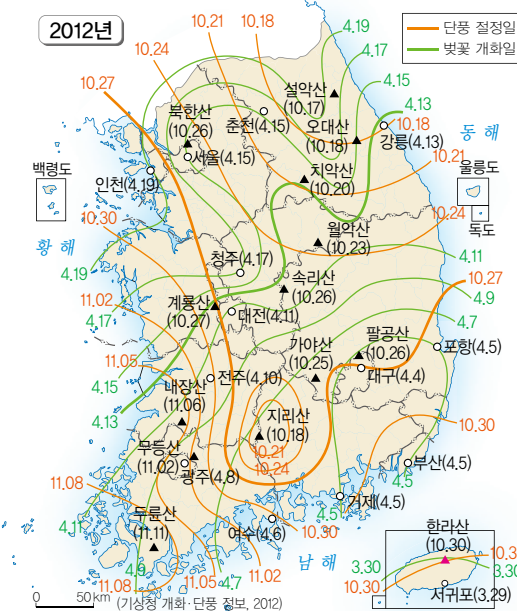 2012년
단풍 절정일
벚꽃 개화일
10.21
10.18
4.19
10.24
4.17
10.27
4.15
4.13
설악산
(10.17)
북한산
(10.26)
춘천(4.15)
오대산
(10.18)
10.18
강릉(4.13)
동 해
서울(4.15)
10.21
백령도
인천(4.19)
치악산
(10.20)
울릉도
10.30
10.24
독도
황 해
월악산
(10.23)
4.11
청주(4.17)
4.19
속리산
(10.26)
10.27
11.02
계룡산
(10.27)
4.9
4.17
대전(4.11)
4.7
가야산
(10.25)
팔공산
(10.26)
포항(4.5)
11.05
대구(4.4)
4.15
내장산
(11.06)
전주(4.10)
4.13
지리산
(10.18)
10.30
무등산
(11.02)
10.21
10.24
광주(4.8)
부산(4.5)
4.5
11.08
거제(4.5)
4.5
4.11
두륜산
(11.11)
여수(4.6)
10.30
한라산
(10.30)
남 해
4.9
11.02
3.30
10.3
3.30
11.08
11.05
4.7
10.30
서귀포(3.29)
0 50km
(기상청 개화·단풍 정보, 2012)